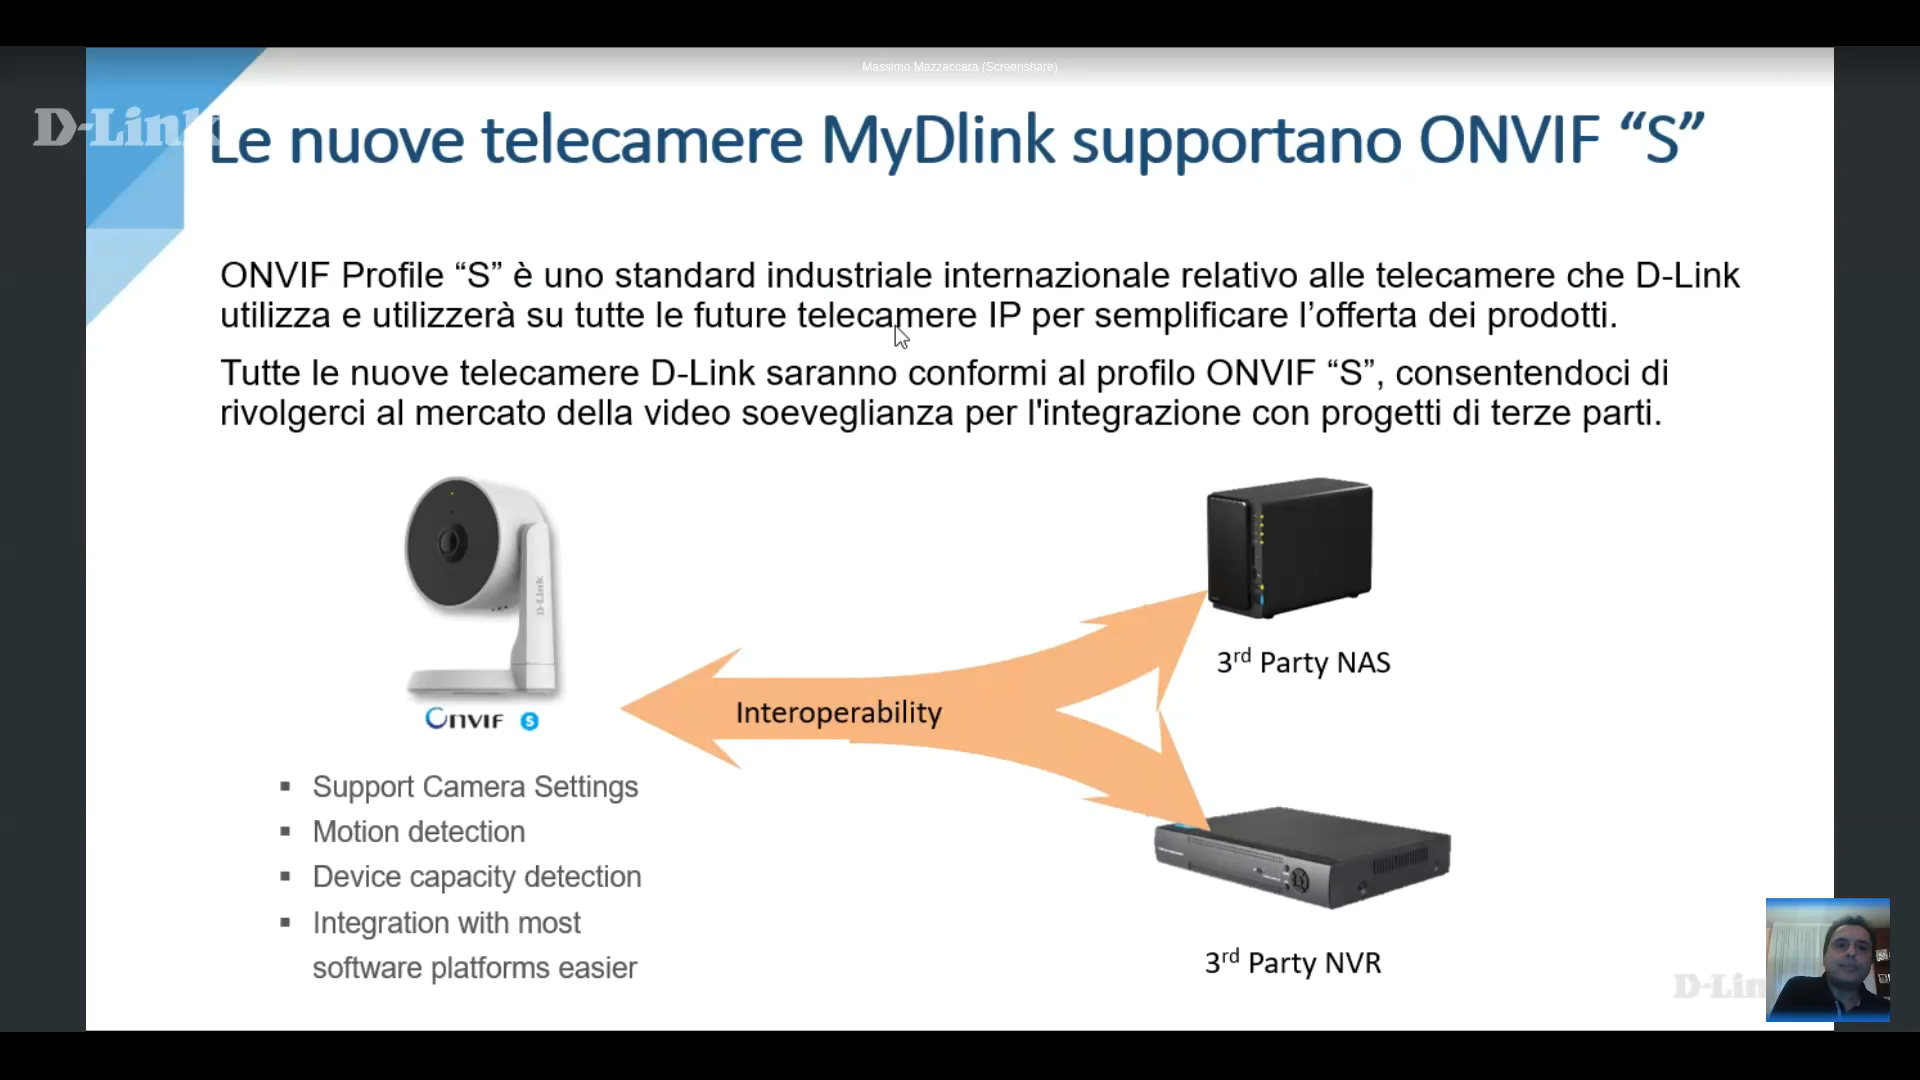 Massimo Mazzaccara (Screenshare)
D-Link
Le nuove telecamere MyDlink supportano ONVIF “S”
ONVIF Profile “S” è uno standard industriale internazionale relativo alle telecamere che D-Link
utilizza e utilizzerà su tutte le future telecamere IP per semplificare l’offerta dei prodotti.
Tutte le nuove telecamere D-Link saranno conformi al profilo ONVIF “S”, consentendoci di
rivolgerci al mercato della video soeveglianza per l'integrazione con progetti di terze parti.
D-Link
ONVIF S
Interoperability
3rd Party NAS
▪ Support Camera Settings
▪ Motion detection
▪ Device capacity detection
▪ Integration with most
software platforms easier
3rd Party NVR
D-Lin